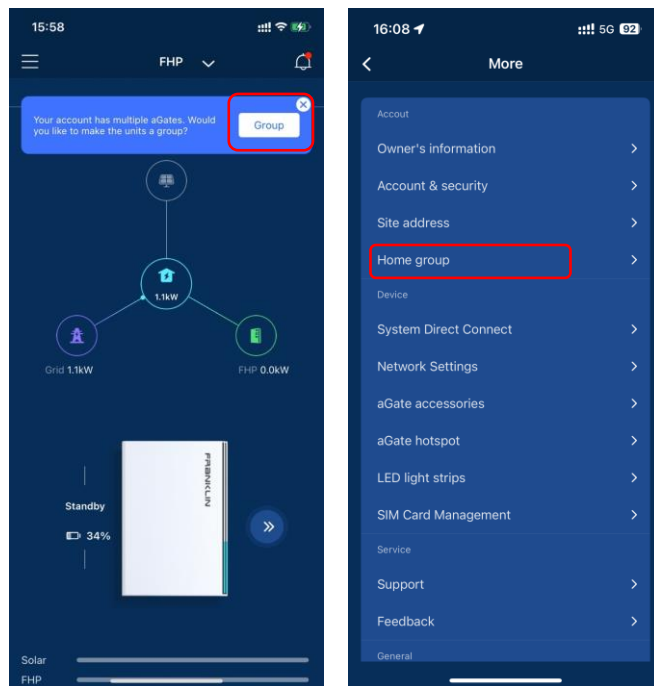 15:58
FHP
Your account has multiple aGates. Would
you like to make the units a group?
Group
1.1kW
Grid 1.1kW
FHP 0.0kW
FRANKLIN
Standby
34%
Solar
FHP
16:08
5G 92
More
Accout
Owner's information
Account & security
Site address
Home group
Device
System Direct Connect
Network Settings
aGate accessories
aGate hotspot
LED light strips
SIM Card Management
Service
Support
Feedback
General